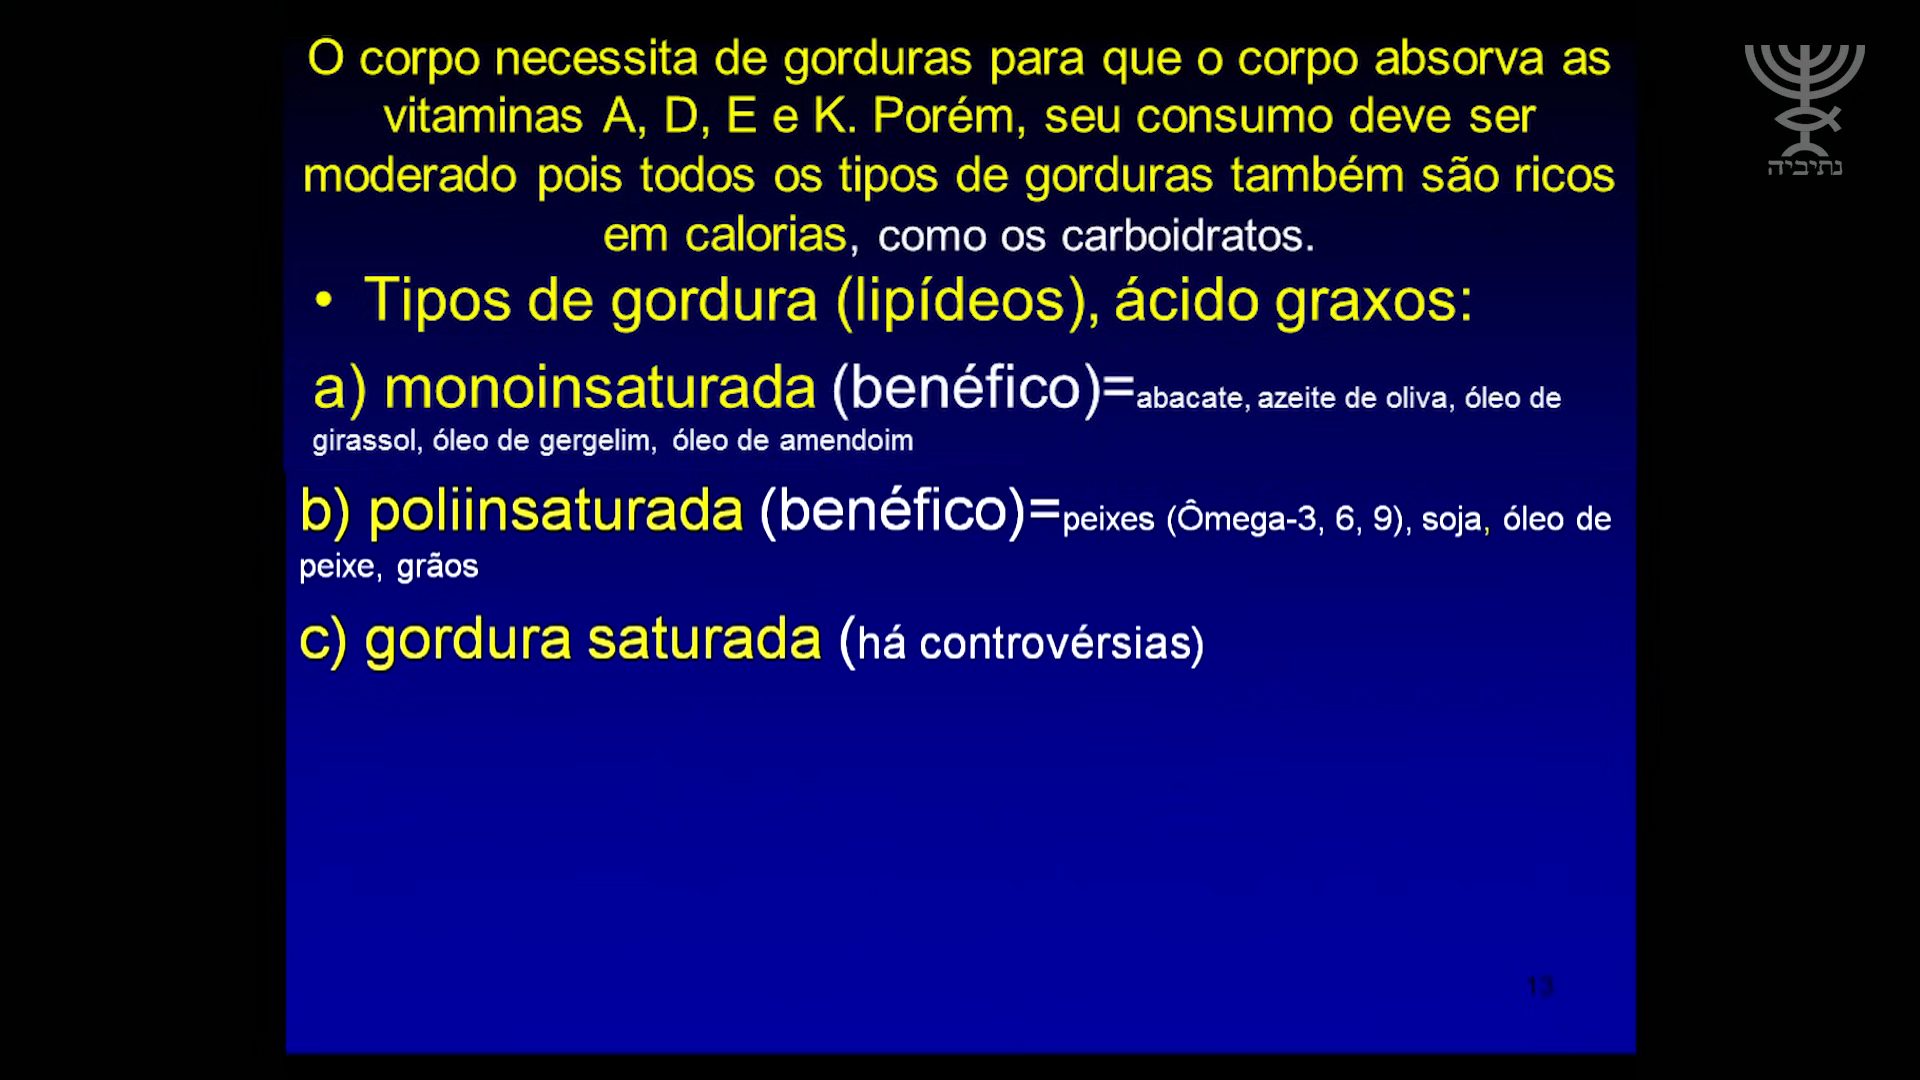 O corpo necessita de gorduras para que o corpo absorva as
vitaminas A, D, E e K. Porém, seu consumo deve ser
moderado pois todos os tipos de gorduras também são ricos
em calorias, como os carboidratos.
• Tipos de gordura (lipídeos), ácido graxos:
a) monoinsaturada (benéfico)=abacate, azeite de oliva, óleo de
girassol, óleo de gergelim, óleo de amendoim
b) poliinsaturada (benéfico)=peixes (Ômega-3, 6, 9), soja, óleo de
peixe, grãos
c) gordura saturada (há controvérsias)
13
נתיביה